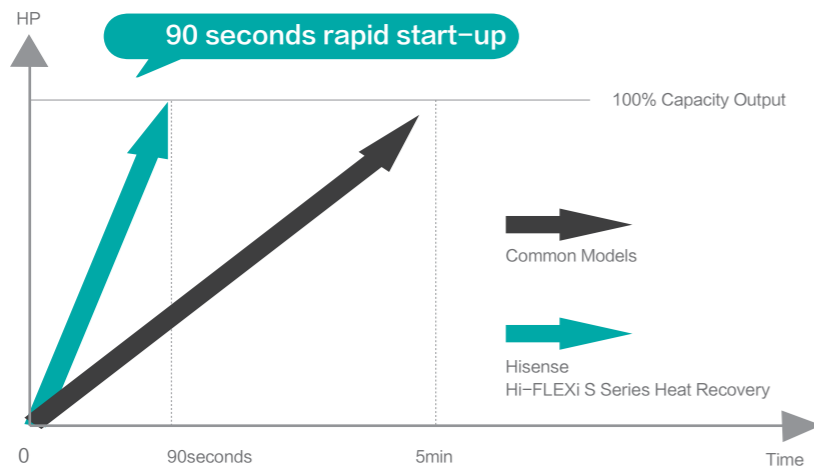 HP
90 seconds rapid start-up
100% Capacity Output
Common Models
Hisense
Hi-FLEXi S Series Heat Recovery
0
90seconds
5min
Time